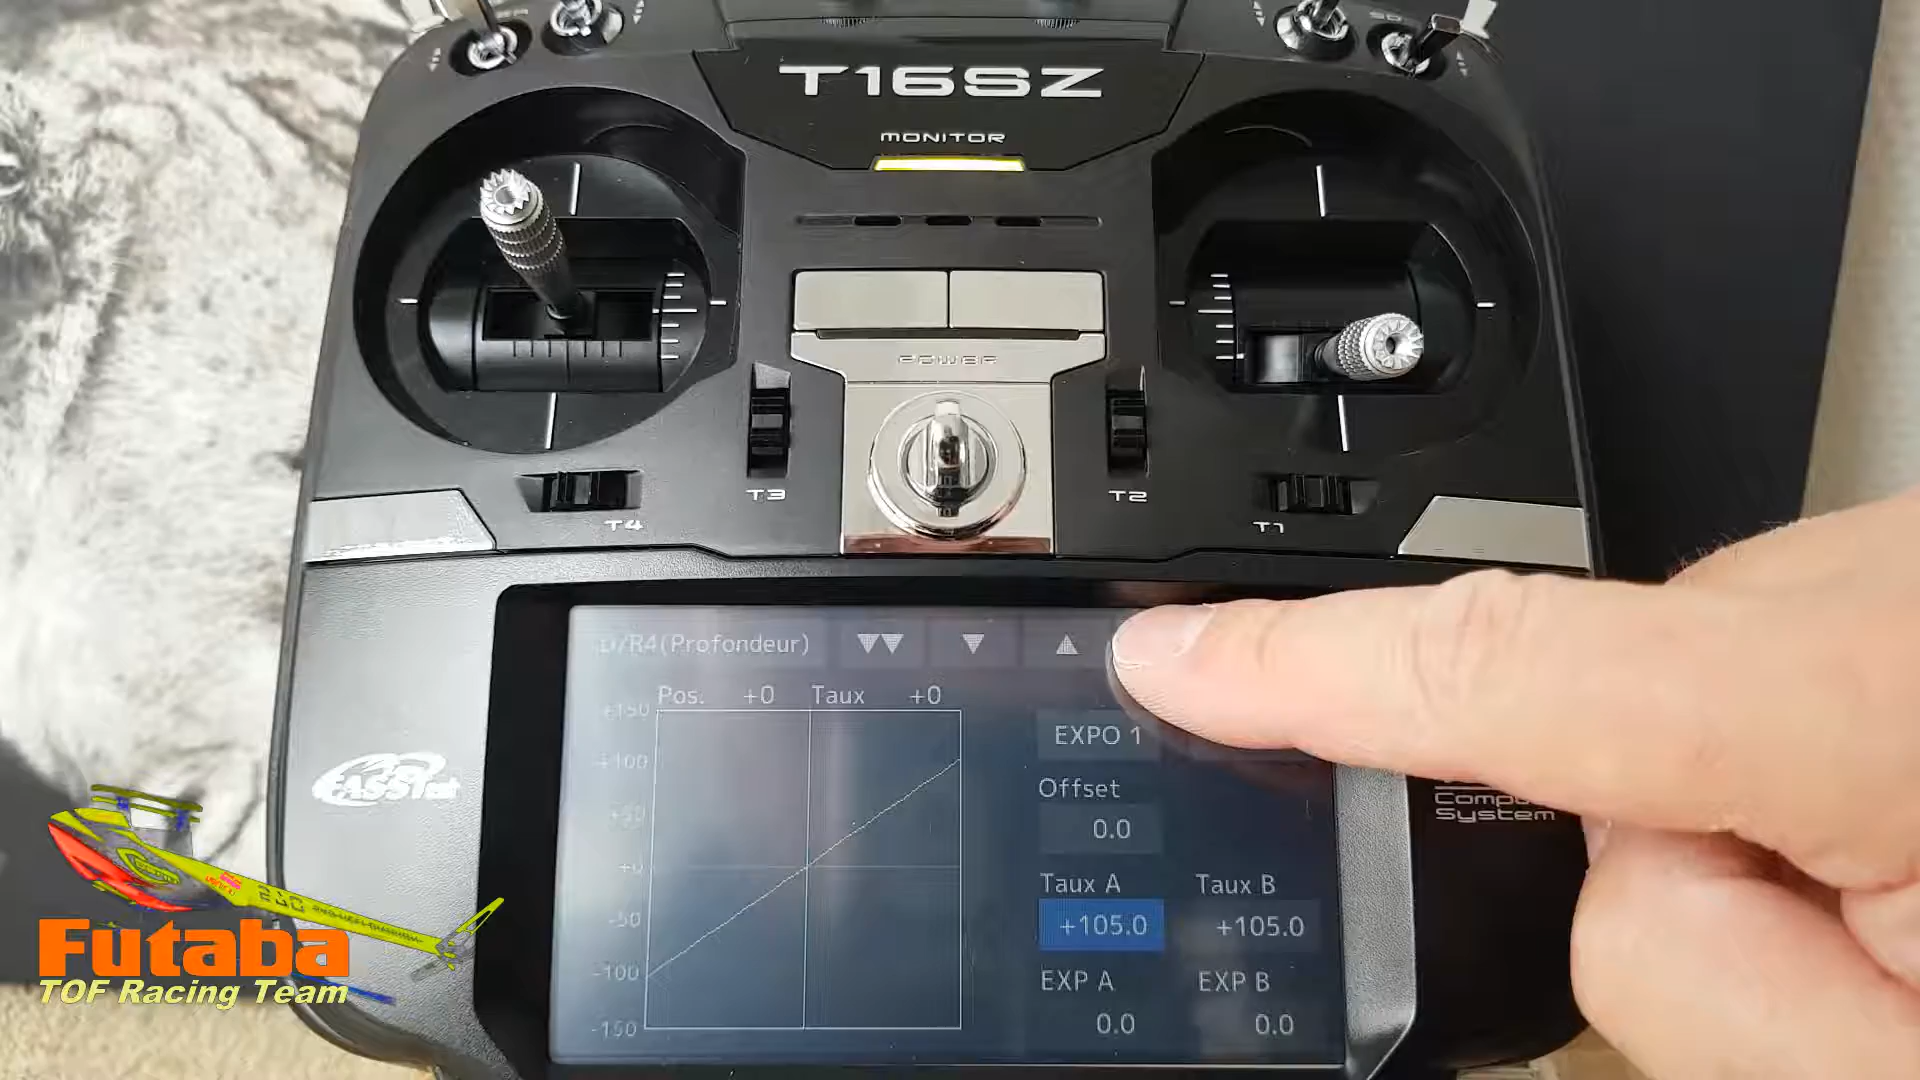 T16SZ
MONITOR
POWER
T3
T2
T4
T1
D/R4(Profondeur)
Pos. +0 Taux +0
+150
+100
+50
+0
-50
-100
-150
EXPO 1
Offset
0.0
Taux A Taux B
+105.0 +105.0
EXP A EXP B
0.0 0.0
FASSTest
System
Futaba
TOF Racing Team